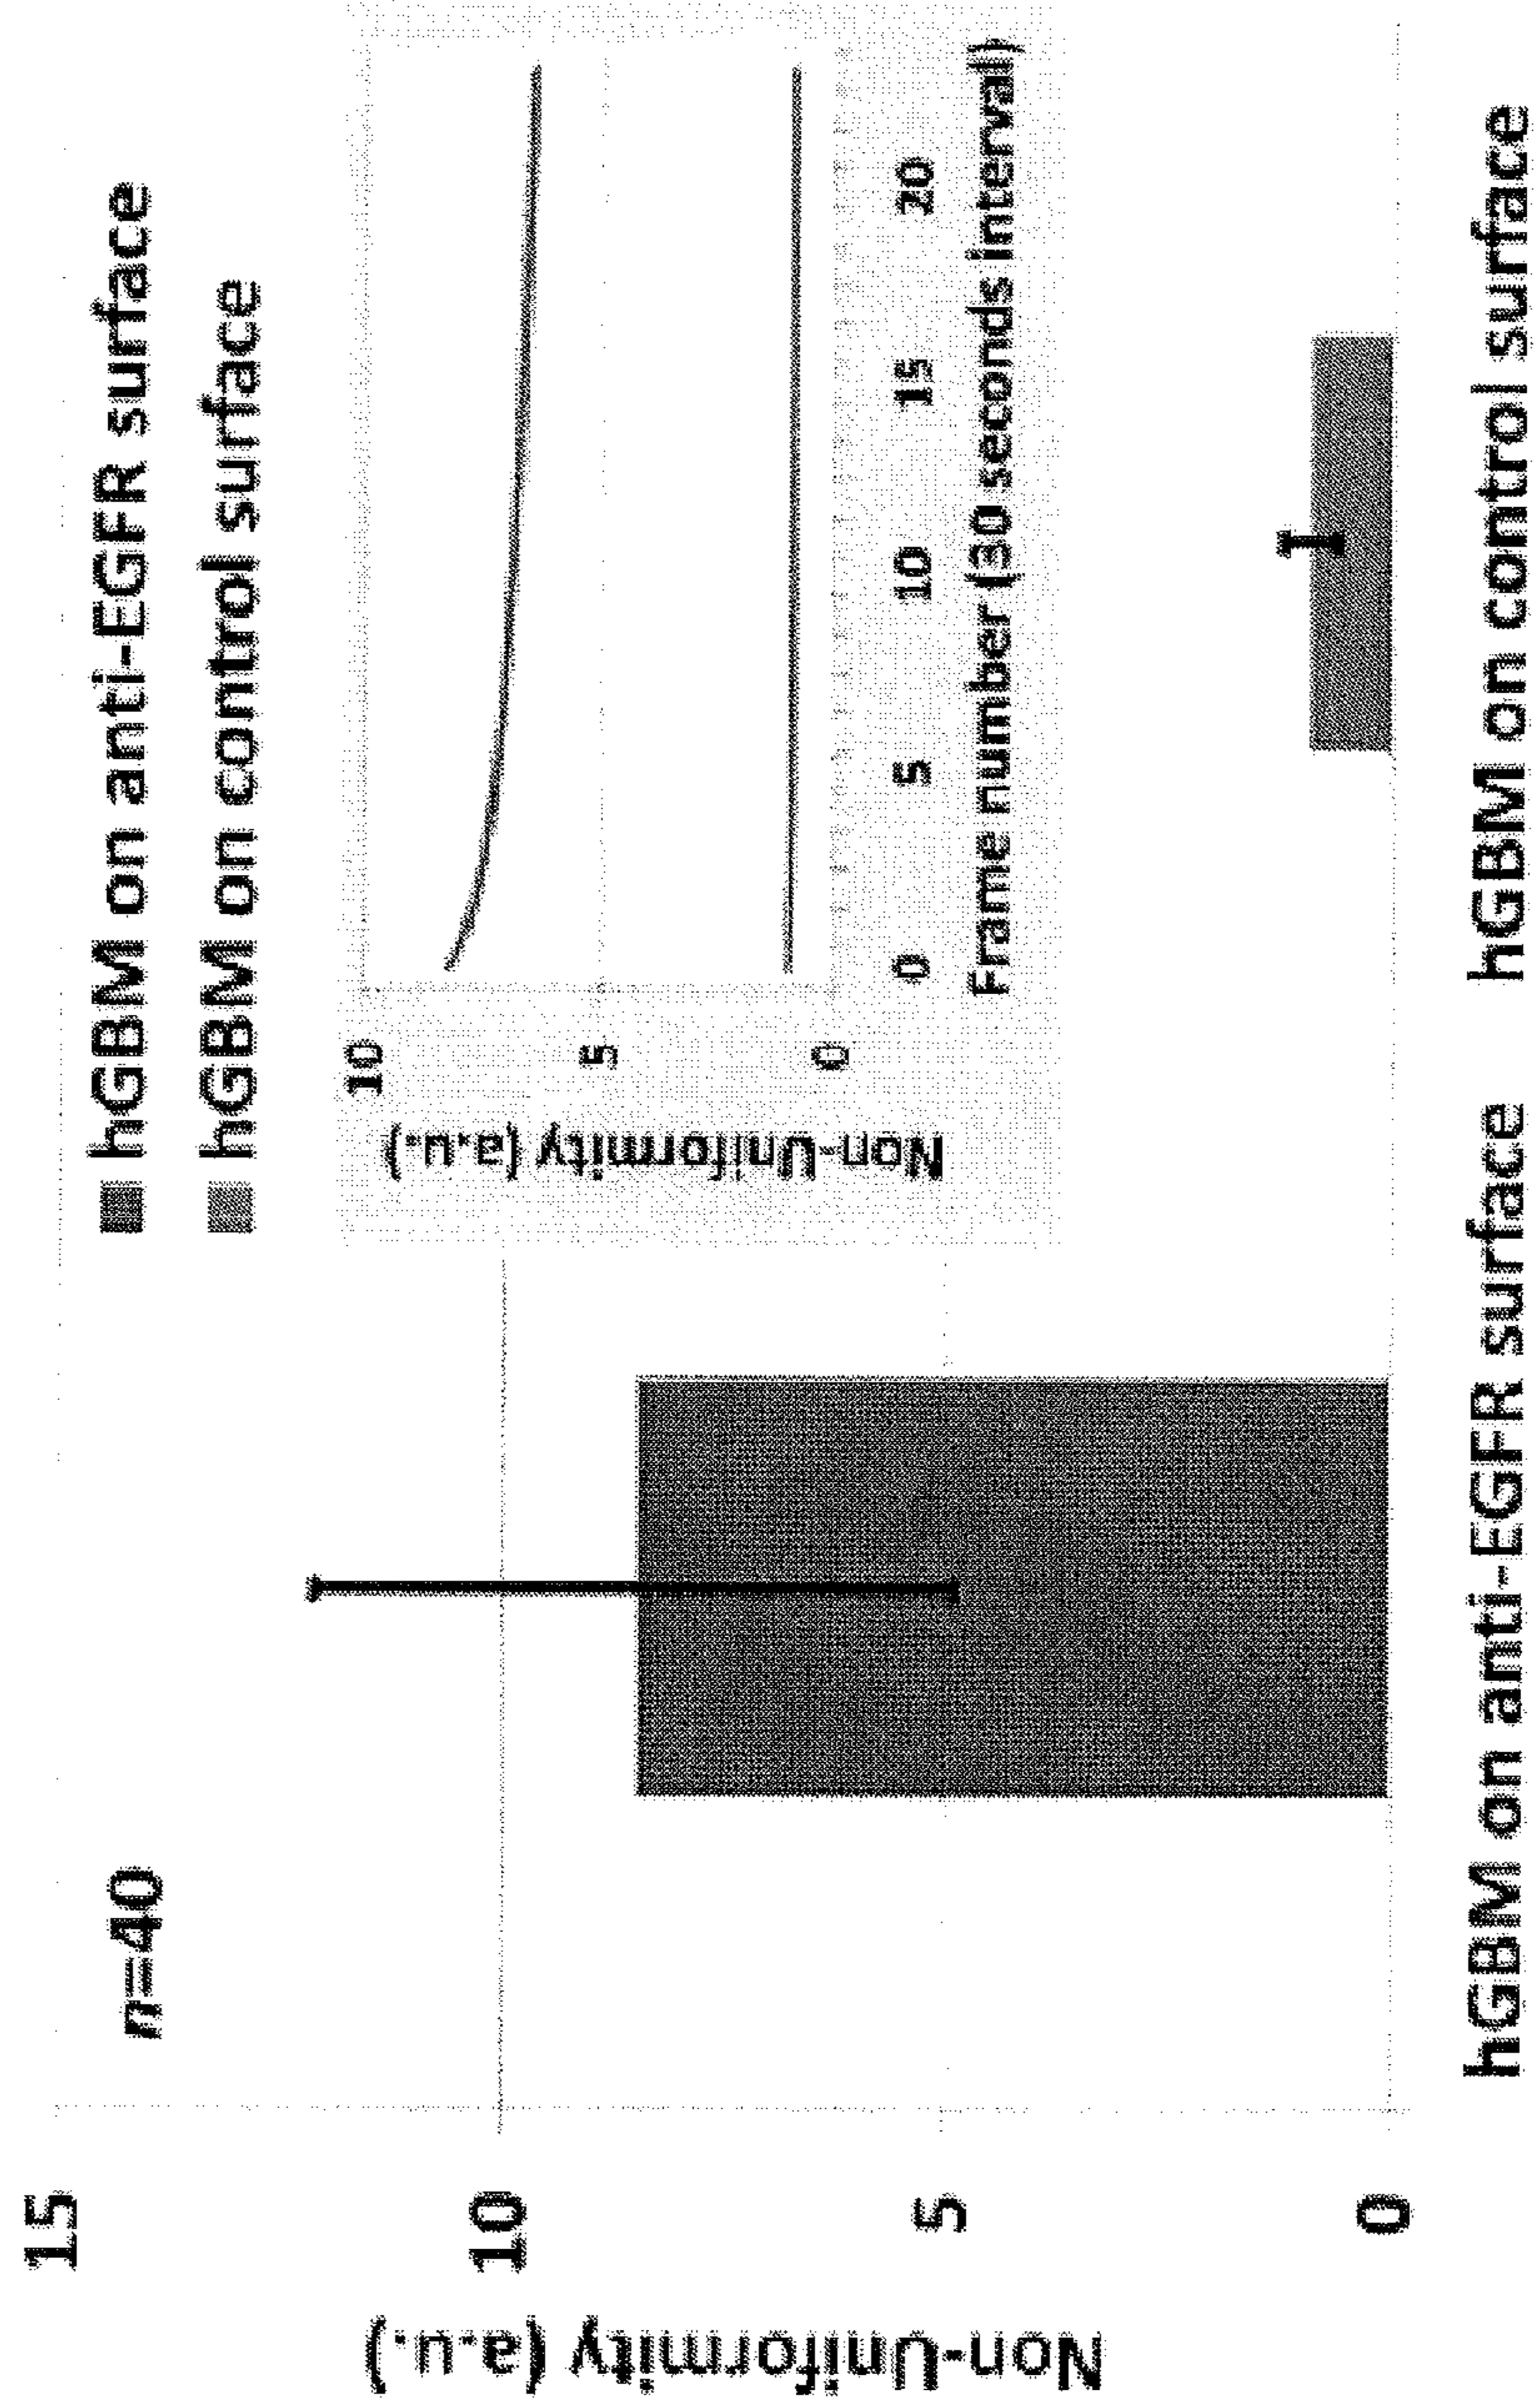 15
10
5
0
Non-Uniformity (a.u.)
n=40
hGBM on anti-EGFR surface
hGBM on control surface
10
5
0
Non-Uniformity (a.u.)
0 5 10 15 20
Frame number (30 seconds interval)
hGBM on anti-EGFR surface hGBM on control surface